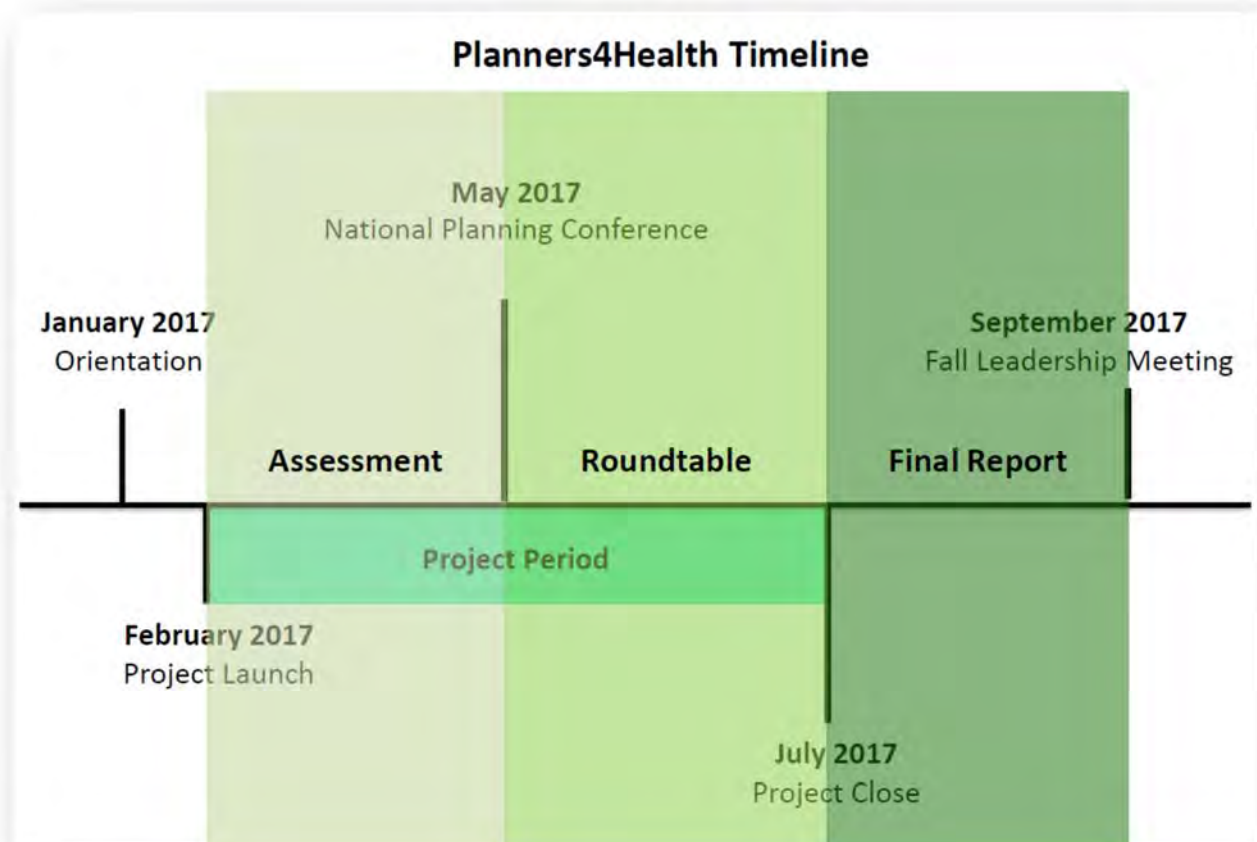 Planners4Health Timeline
May 2017
National Planning Conference
January 2017
Orientation
September 2017
Fall Leadership Meeting
Assessment
Roundtable
Final Report
Project Period
February 2017
Project Launch
July 2017
Project Close